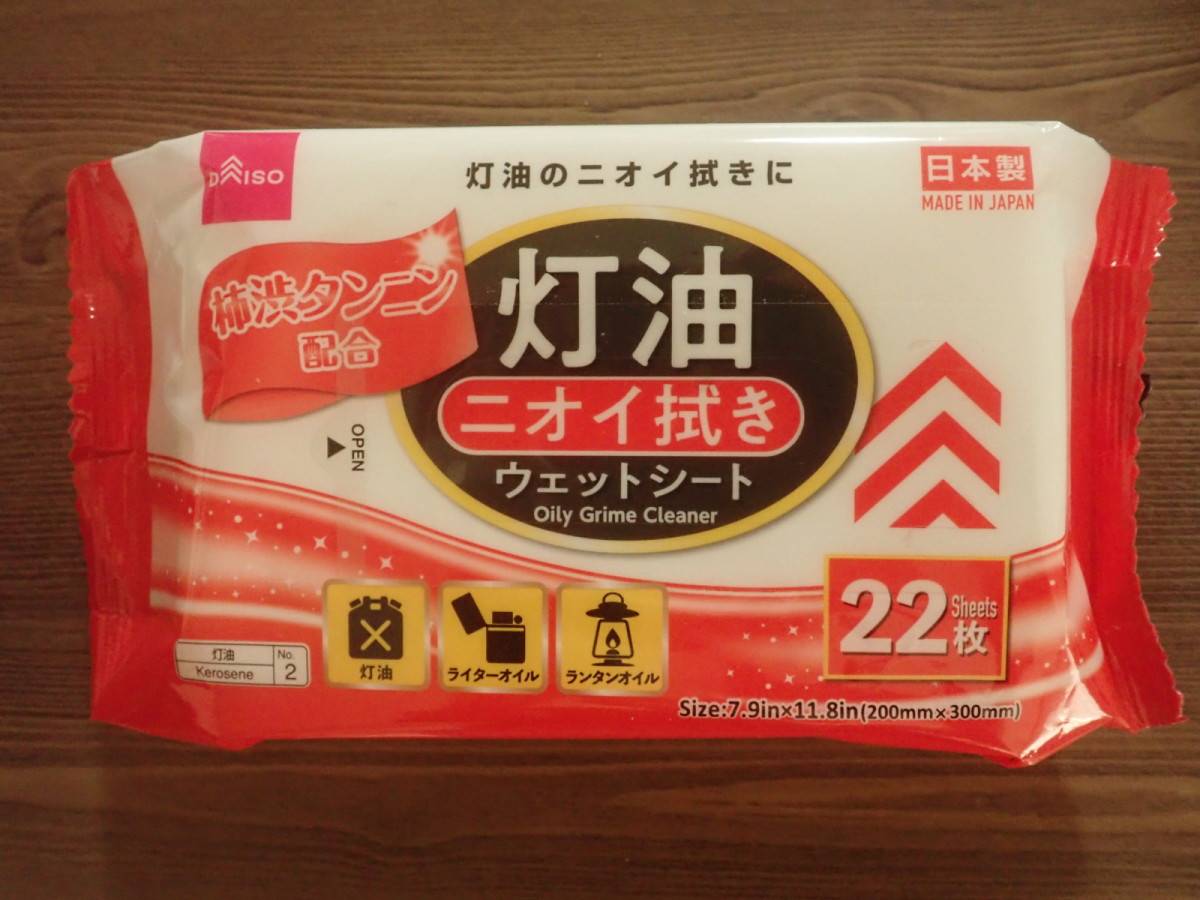 DAISO
灯油のニオイ拭きに
日本製
MADE IN JAPAN
柿渋タンニン
配合
灯油
ニオイ拭き
ウェットシート
Oily Grime Cleaner
OPEN
22 Sheets
枚
灯油
Kerosene
No.
2
灯油
ライターオイル
ランタンオイル
Size:7.9in×11.8in(200mm×300mm)